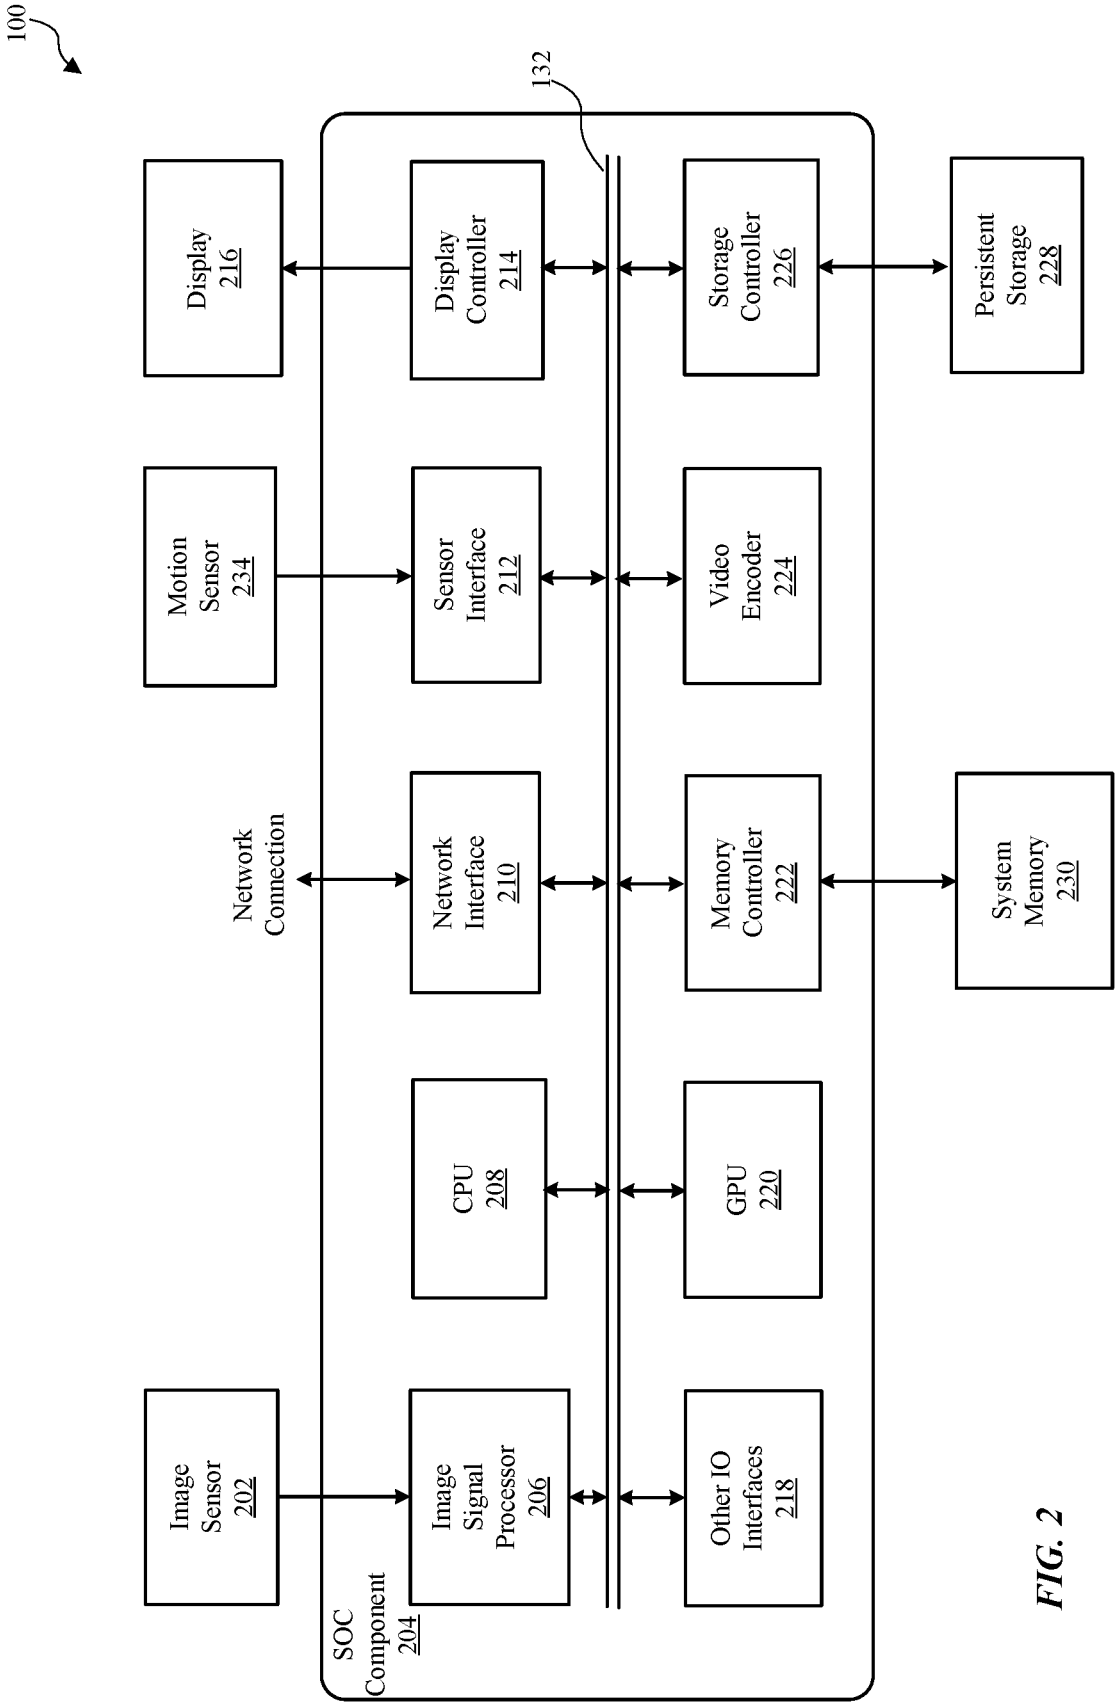 100
132
Image
Sensor
202
Network
Connection
Motion
Sensor
234
Display
216
SOC
Component
204
Image
Signal
Processor
206
CPU
208
Network
Interface
210
Sensor
Interface
212
Display
Controller
214
Other IO
Interfaces
218
GPU
220
Memory
Controller
222
Video
Encoder
224
Storage
Controller
226
System
Memory
230
Persistent
Storage
228
FIG. 2